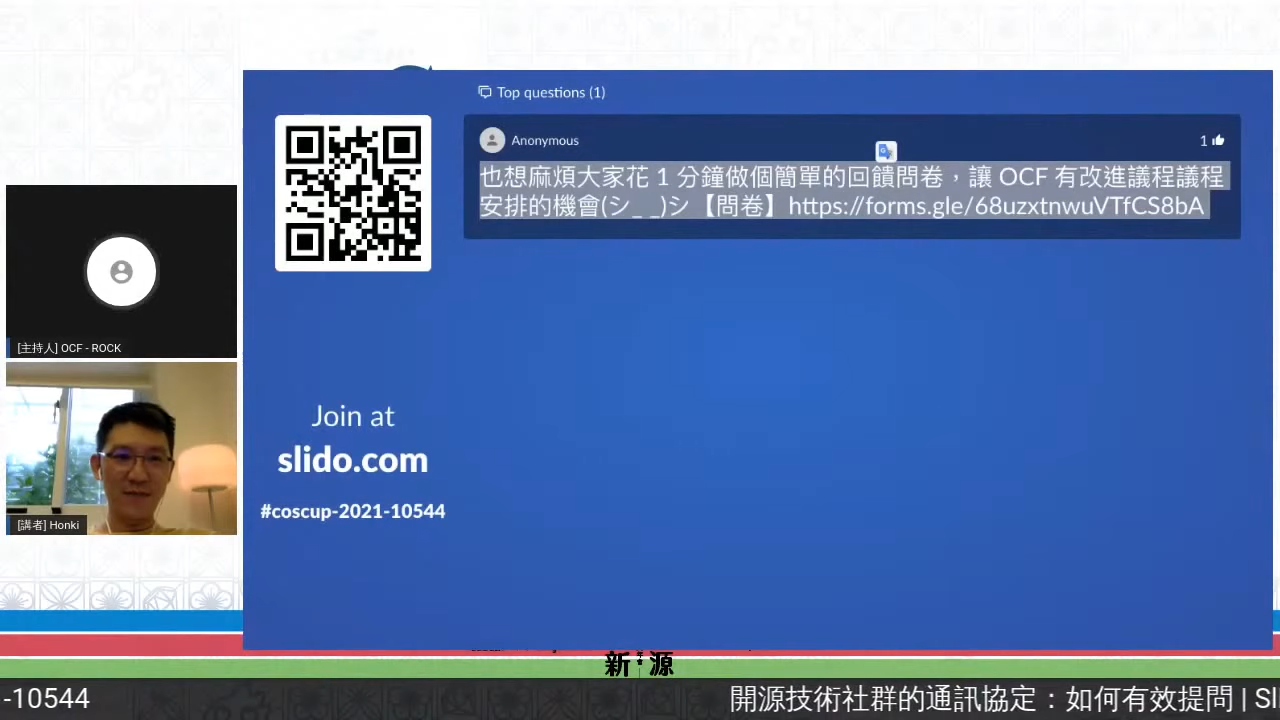 Top questions (1)
Anonymous
1
也想麻煩大家花 1 分鐘做個簡單的回饋問卷，讓 OCF 有改進議程議程
安排的機會(シ_ _)シ【問卷】https://forms.gle/68uzxtnwuVTfCS8bA
[主持人] OCF - ROCK
Join at
slido.com
#coscup-2021-10544
[講者] Honki
新 源
-10544
開源技術社群的通訊協定：如何有效提問 | Sl